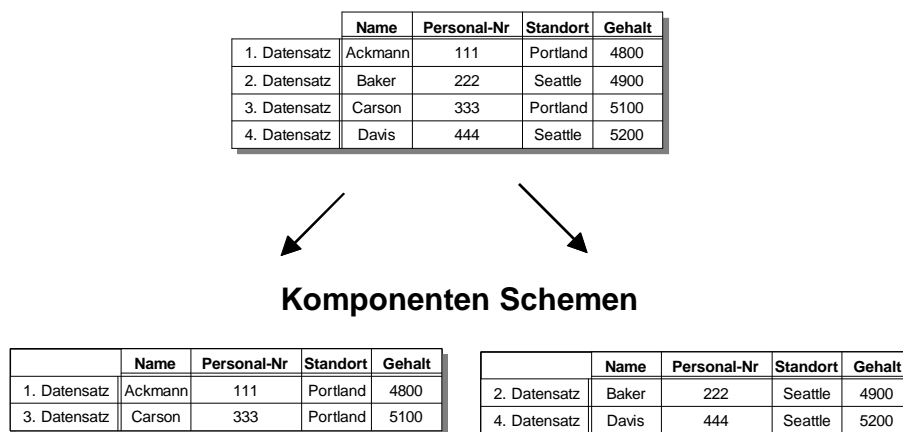 Name Personal-Nr Standort Gehalt
1. Datensatz Ackmann 111 Portland 4800
2. Datensatz Baker 222 Seattle 4900
3. Datensatz Carson 333 Portland 5100
4. Datensatz Davis 444 Seattle 5200
Komponenten Schemen
Name Personal-Nr Standort Gehalt
1. Datensatz Ackmann 111 Portland 4800
3. Datensatz Carson 333 Portland 5100
Name Personal-Nr Standort Gehalt
2. Datensatz Baker 222 Seattle 4900
4. Datensatz Davis 444 Seattle 5200